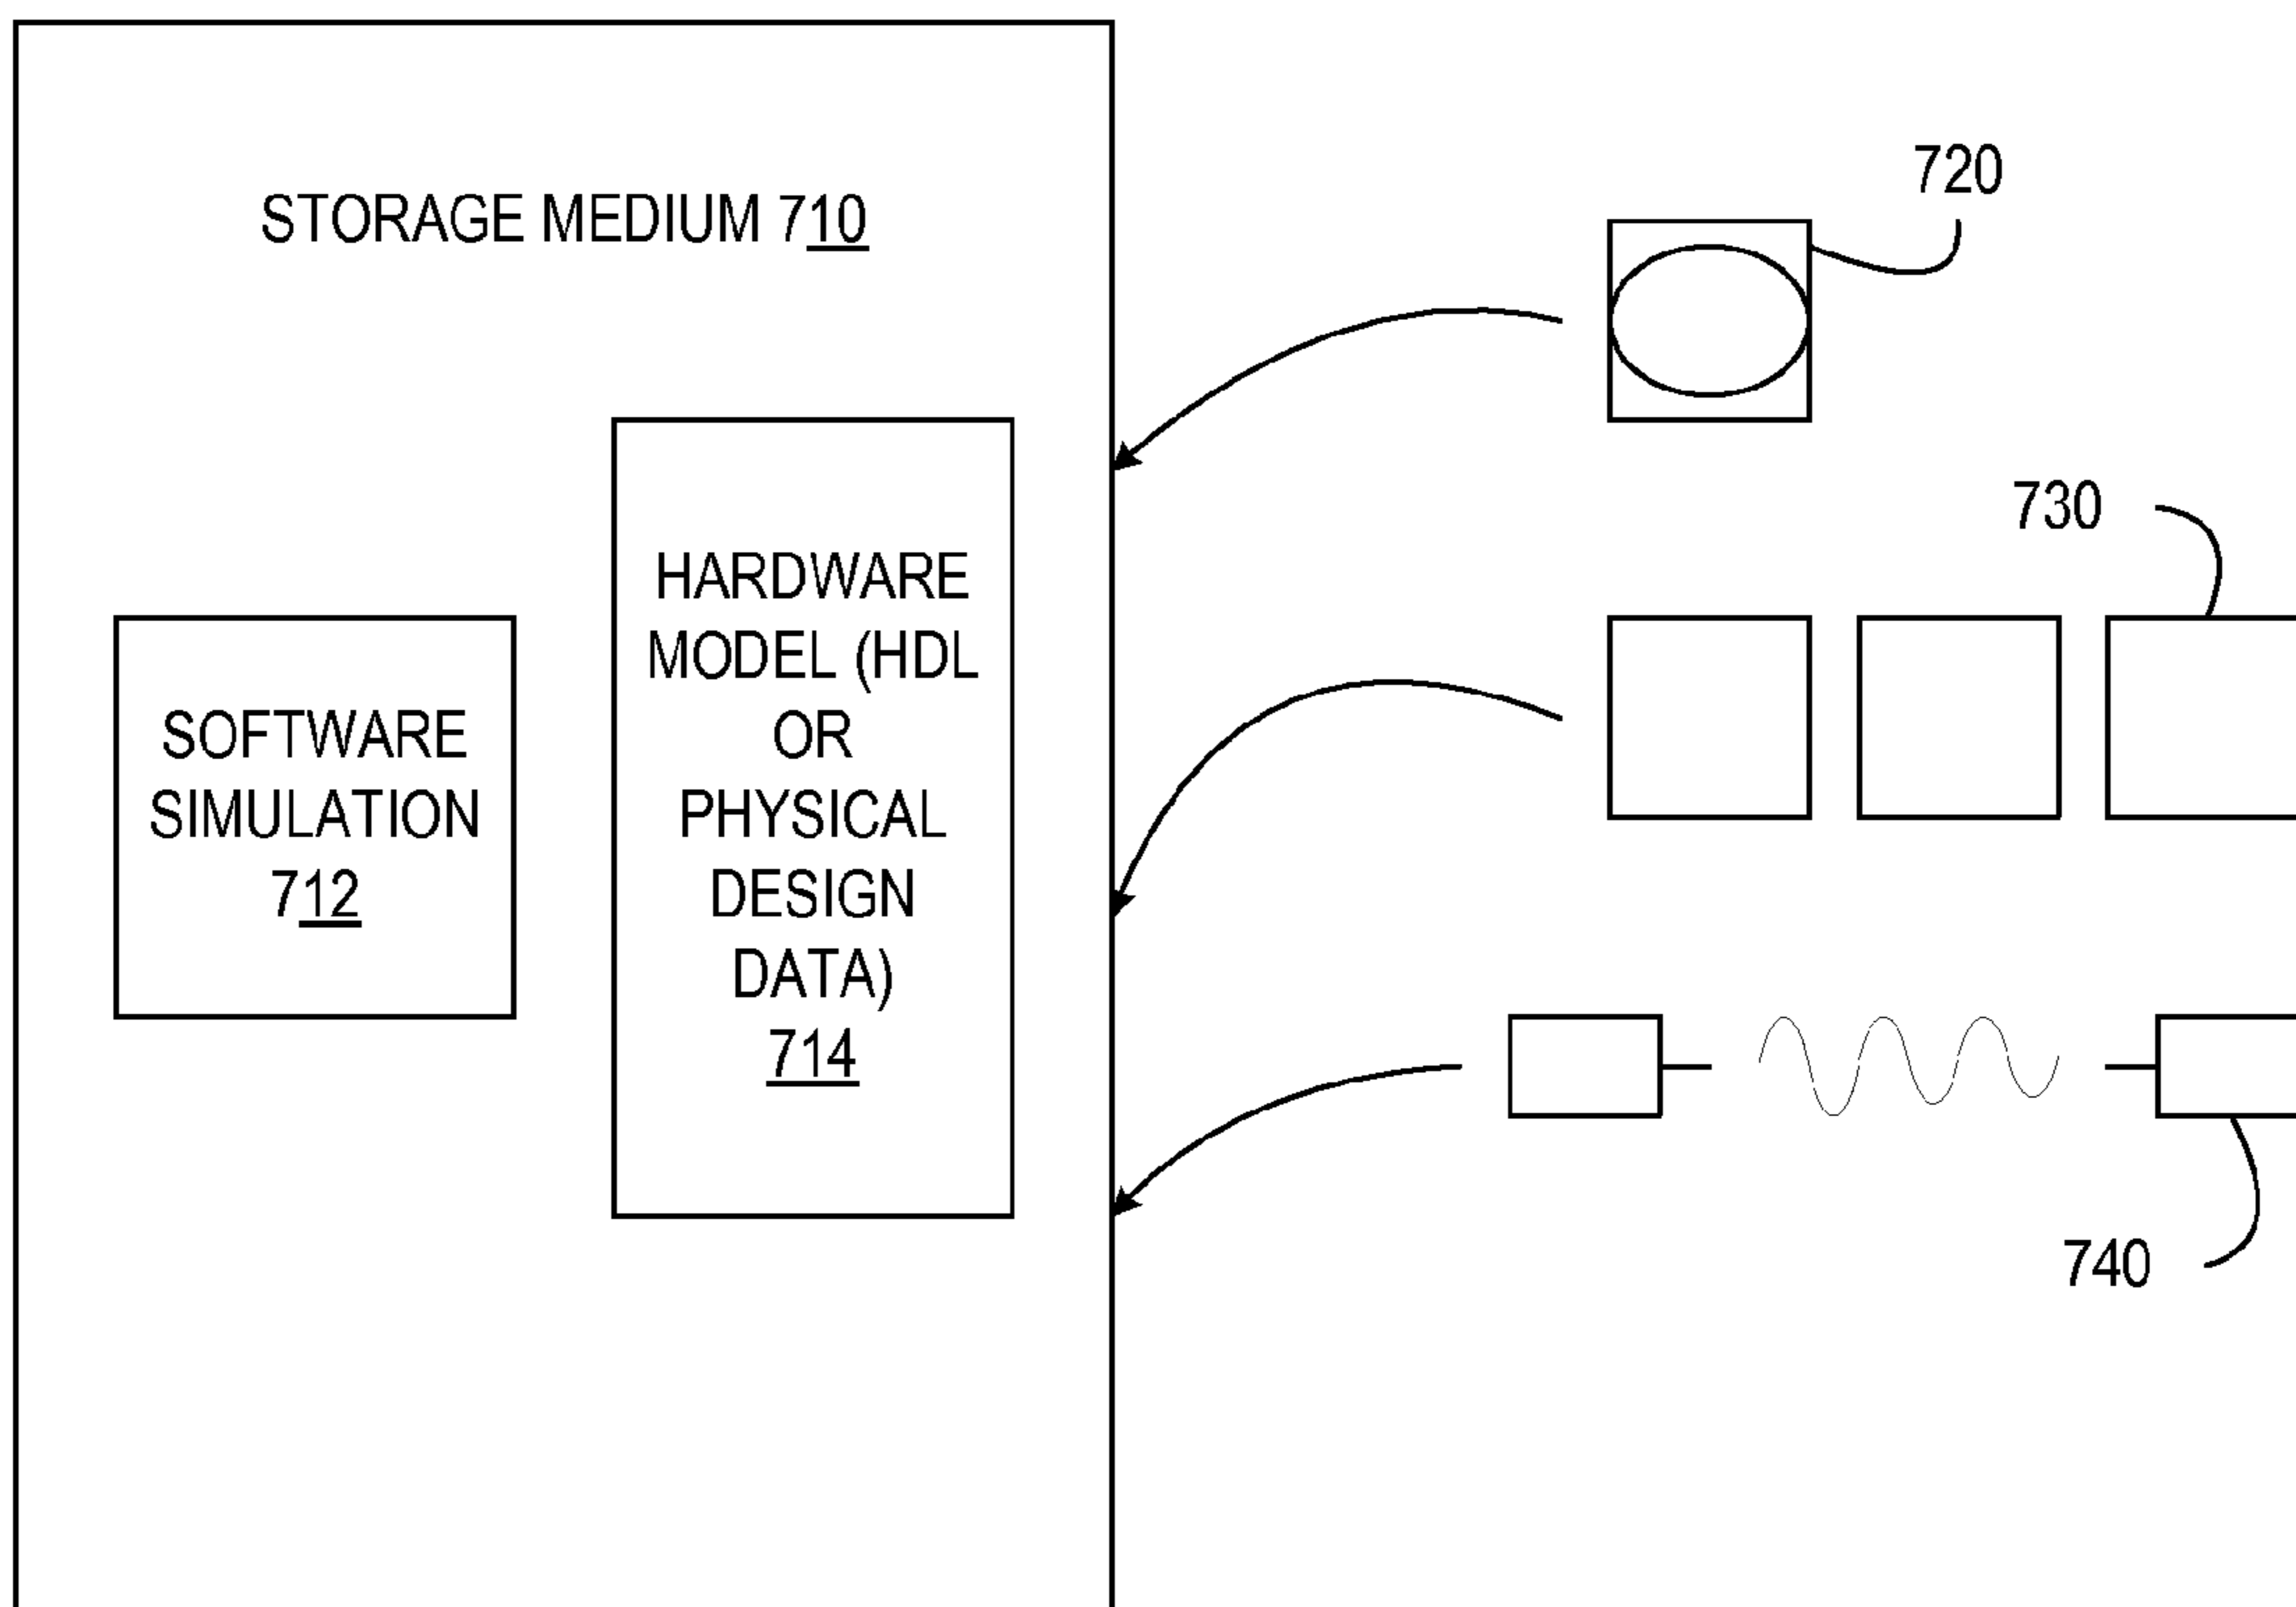 STORAGE MEDIUM 710
SOFTWARE
SIMULATION
712
HARDWARE
MODEL (HDL
OR
PHYSICAL
DESIGN
DATA)
714
720
730
740